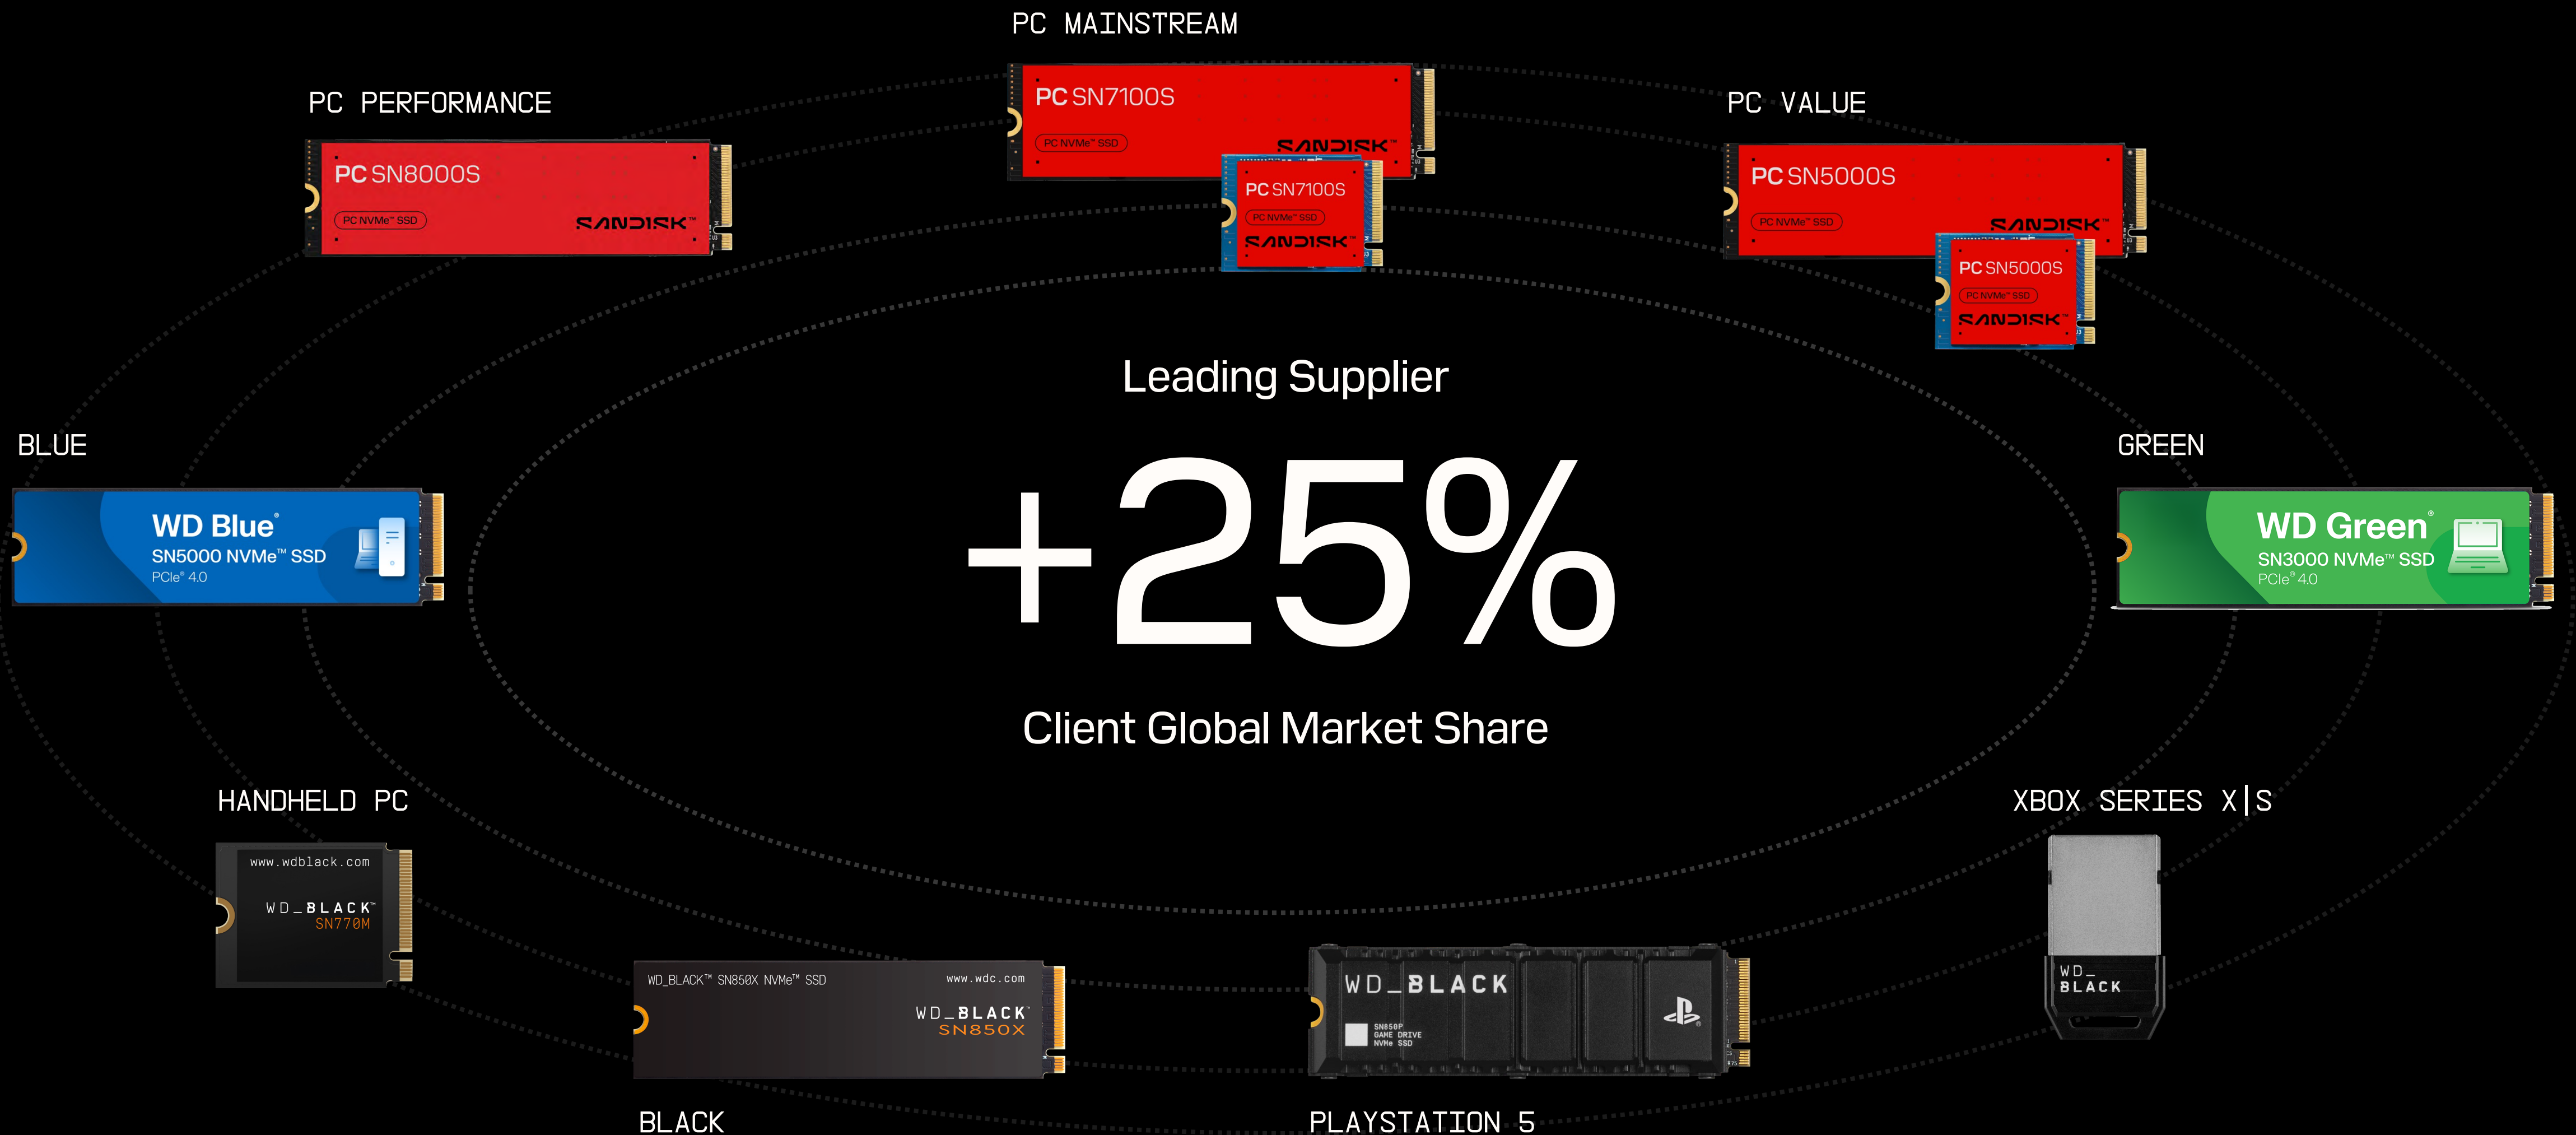 PC MAINSTREAM
PC SN7100S
PC NVMe™ SSD
SANDISK™
PC SN7100S
PC NVMe™ SSD
SANDISK™
PC PERFORMANCE
PC SN8000S
PC NVMe™ SSD
SANDISK™
PC VALUE
PC SN5000S
PC NVMe™ SSD
SANDISK™
PC SN5000S
PC NVMe™ SSD
SANDISK™
Leading Supplier
+25%
Client Global Market Share
BLUE
WD Blue®
SN5000 NVMe™ SSD
PCIe® 4.0
GREEN
WD Green®
SN3000 NVMe™ SSD
PCIe® 4.0
HANDHELD PC
www.wdblack.com
WD_BLACK™
SN770M
XBOX SERIES X|S
WD_
BLACK
WD_BLACK™ SN850X NVMe™ SSD
www.wdc.com
WD_BLACK™
SN850X
BLACK
WD_BLACK
SN850P
GAME DRIVE
NVMe SSD
PLAYSTATION 5